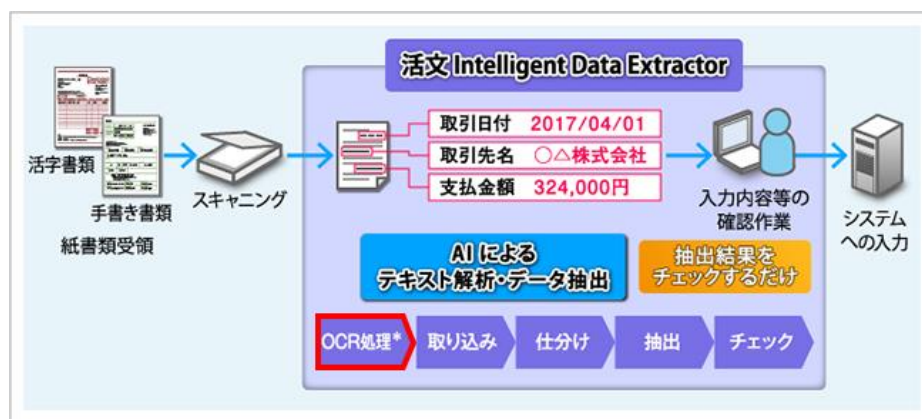 活文 Intelligent Data Extractor
活字書類
手書き書類
紙書類受領
スキャニング
取引日付 2017/04/01
取引先名 ○△株式会社
支払金額 324,000円
入力内容等の
確認作業
システム
への入力
AIによる
テキスト解析・データ抽出
抽出結果を
チェックするだけ
OCR処理*
取り込み
仕分け
抽出
チェック